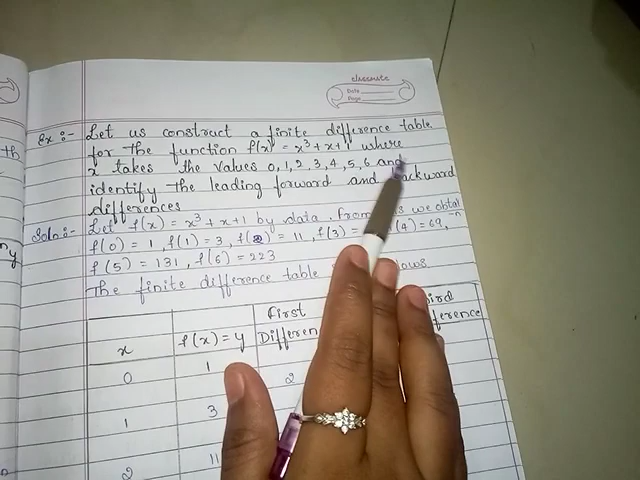 classmate
Date
Page
Ex :- Let us construct a finite difference table
for the function f(x) = x³ + x + 1 where
x takes the values 0, 1, 2, 3, 4, 5, 6 and
identify the leading forward and backward
differences
Soln:- Let f(x) = x³ + x + 1 by data. From we obtain
f(0) = 1, f(1) = 3, f(2) = 11, f(3) = (4) = 69,
f(5) = 131, f(6) = 223
The finite difference table
First
x f(x) = y
0 1 2
1 3
2 11